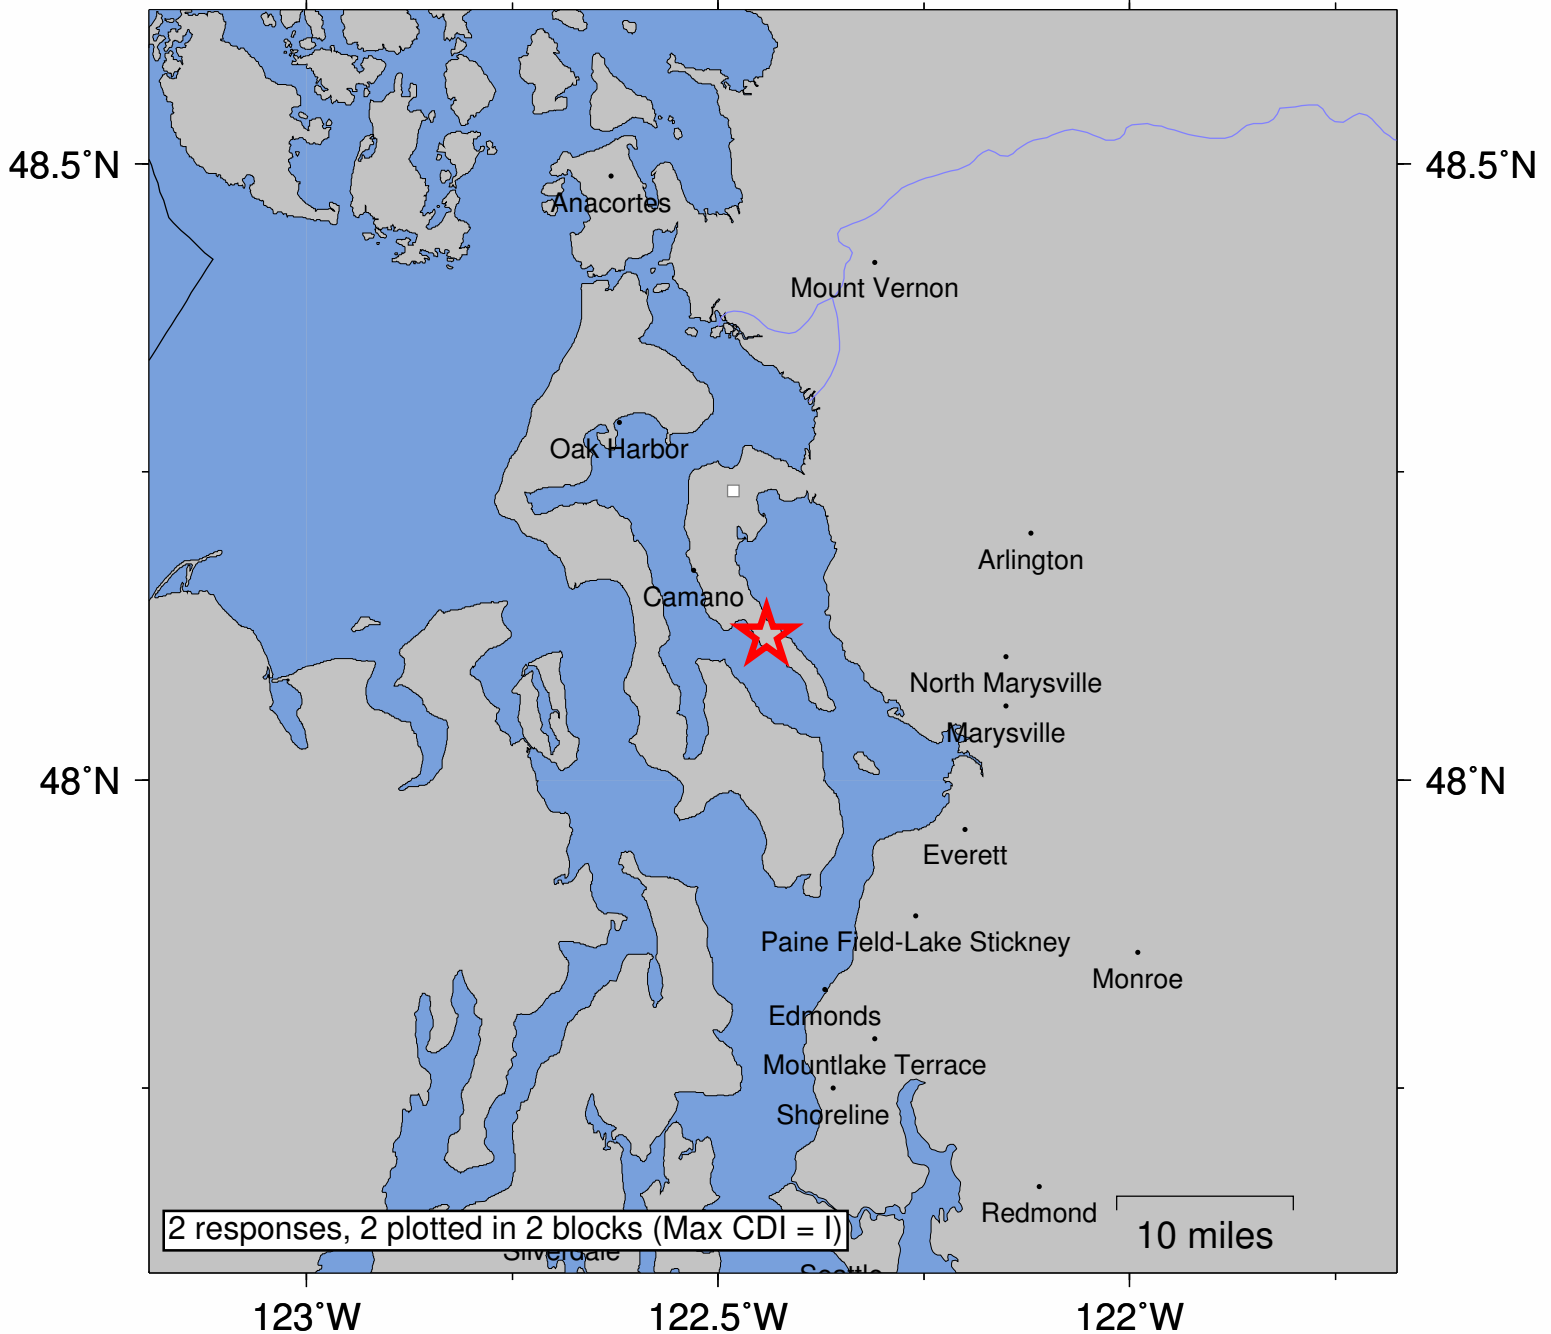 48.5°N
48.5°N
Anacortes
Mount Vernon
Oak Harbor
Arlington
Camano
North Marysville
Marysville
48°N
48°N
Everett
Paine Field-Lake Stickney
Monroe
Edmonds
Mountlake Terrace
Shoreline
Redmond
2 responses, 2 plotted in 2 blocks (Max CDI = I)
10 miles
Silverdale
Seattle
123°W
122.5°W
122°W